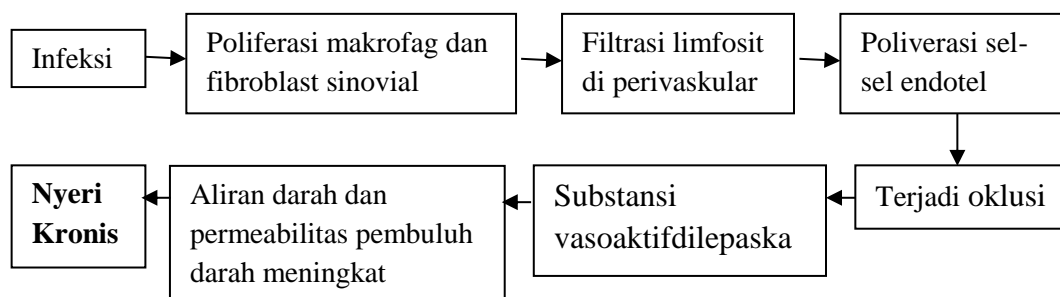 Infeksi
Poliferasi makrofag dan
fibroblast sinovial
Filtrasi limfosit
di perivaskular
Poliverasi sel-
sel endotel
Terjadi oklusi
Substansi
vasoaktifdilepaska
Aliran darah dan
permeabilitas pembuluh
darah meningkat
Nyeri
Kronis